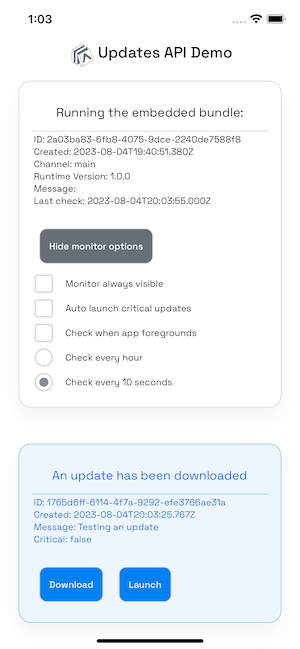 1:03
Updates API Demo
Running the embedded bundle:
ID: 2a03ba83-6fb8-4075-9dce-2240de7588f8
Created: 2023-08-04T19:40:51.380Z
Channel: main
Runtime Version: 1.0.0
Message:
Last check: 2023-08-04T20:03:55.000Z
Hide monitor options
Monitor always visible
Auto launch critical updates
Check when app foregrounds
Check every hour
Check every 10 seconds
An update has been downloaded
ID: 1765d6ff-6114-4f7a-9292-efe3766ae31a
Created: 2023-08-04T20:03:25.767Z
Message: Testing an update
Critical: false
Download Launch